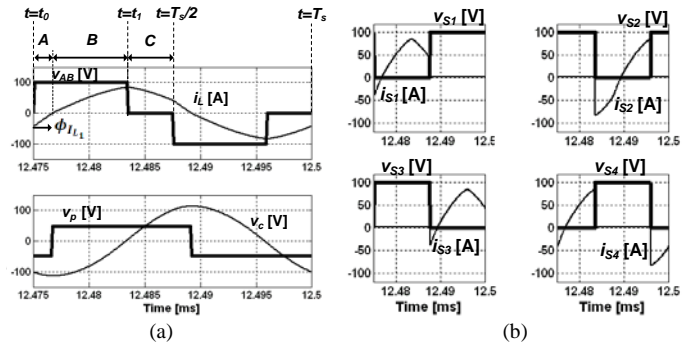 t=t0 t=t1 t=Ts/2 t=Ts
A B C
vAB [V] iL [A]
100
0
-100
ϕIL1
12.475 12.48 12.485 12.49 12.495 12.5
vp [V] vc [V]
100
0
-100
12.475 12.48 12.485 12.49 12.495 12.5
Time [ms]
(a)
vS1 [V] vS2 [V]
100 100
50 50
0 0
-50 -50
-100 -100
iS1 [A] iS2 [A]
12.48 12.49 12.5 12.48 12.49 12.5
vS3 [V] vS4 [V]
100 100
50 50
0 0
-50 -50
-100 -100
iS3 [A] iS4 [A]
12.48 12.49 12.5 12.48 12.49 12.5
Time [ms] Time [ms]
(b)